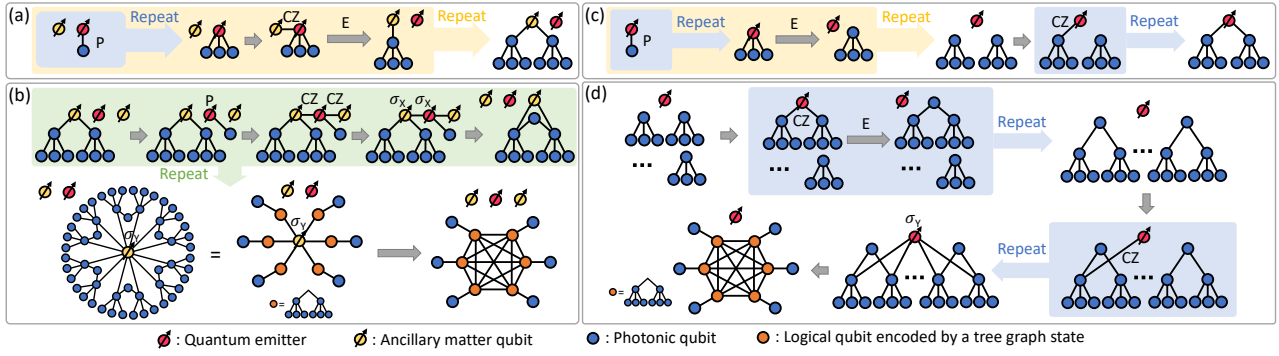 (a)
Repeat
P
CZ
E
Repeat
(b)
P
CZ CZ
σX σX
Repeat
σY
=
σY
=
(c)
Repeat
P
E
Repeat
CZ
Repeat
(d)
CZ
E
Repeat
...
...
...
...
CZ
...
Repeat
σY
...
=
: Quantum emitter
: Ancillary matter qubit
: Photonic qubit
: Logical qubit encoded by a tree graph state